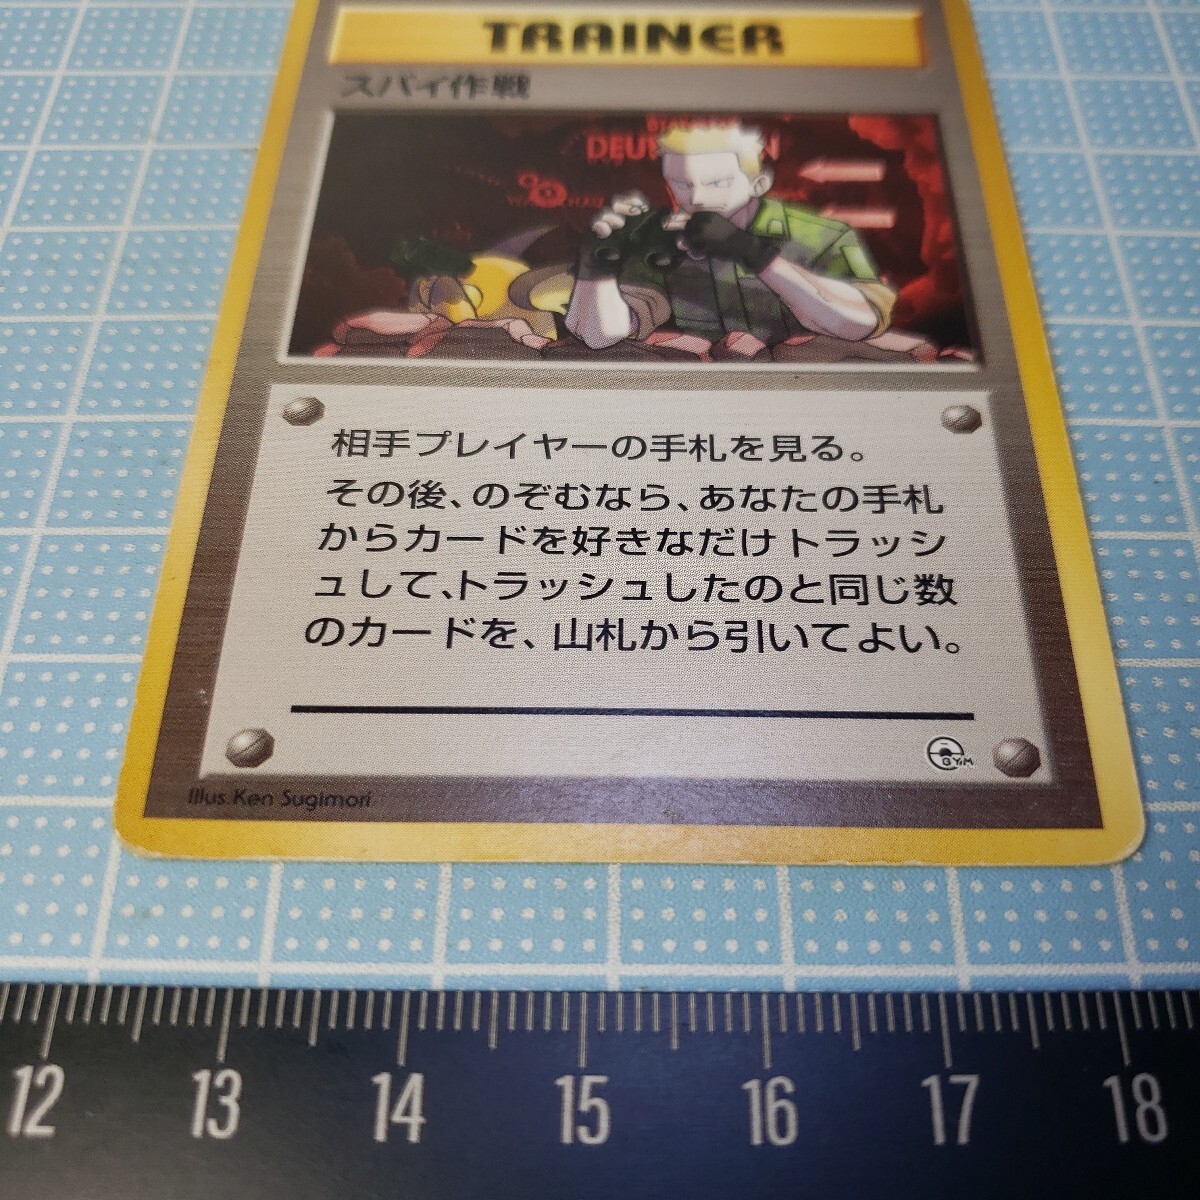 TRAINER
スパイ作戦
相手プレイヤーの手札を見る。
その後、のぞむなら、あなたの手札
からカードを好きなだけトラッシ
ュして、トラッシュしたのと同じ数
のカードを、山札から引いてよい。
GYM
Illus. Ken Sugimori
12 13 14 15 16 17 18